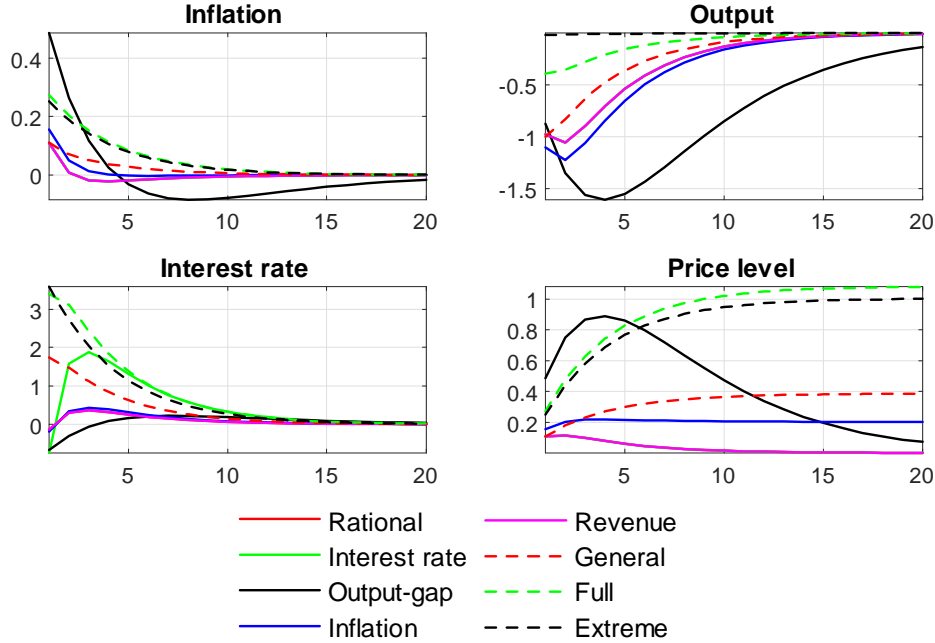 Inflation
Output
0.4
0.2
0
-0.5
-1
-1.5
5
10
15
20
5
10
15
20
Interest rate
Price level
3
2
1
0
1
0.8
0.6
0.4
0.2
5
10
15
20
5
10
15
20
Rational
Revenue
Interest rate
General
Output-gap
Full
Inflation
Extreme